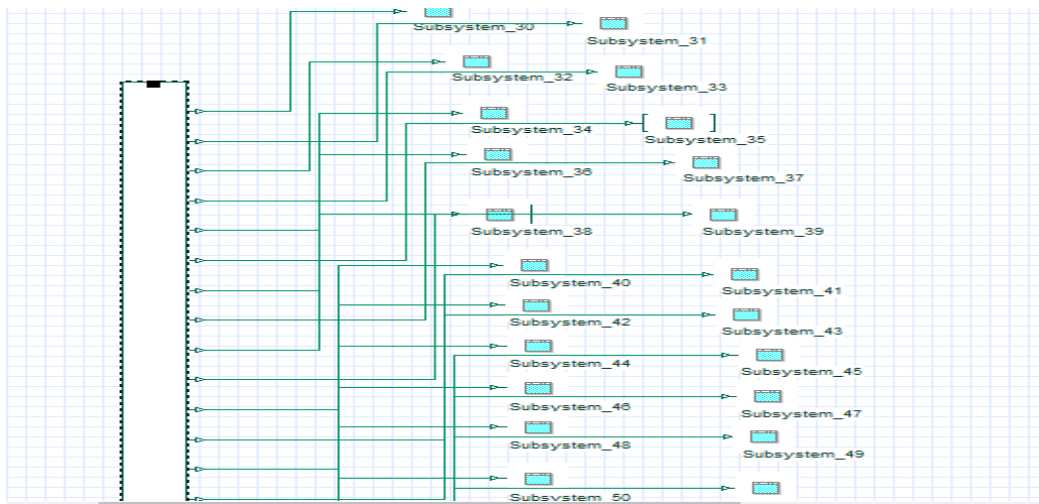 Subsystem_30
Subsystem_31
Subsystem_32
Subsystem_33
Subsystem_34
Subsystem_35
Subsystem_36
Subsystem_37
Subsystem_38
Subsystem_39
Subsystem_40
Subsystem_41
Subsystem_42
Subsystem_43
Subsystem_44
Subsystem_45
Subsystem_46
Subsystem_47
Subsystem_48
Subsystem_49
Subsystem_50